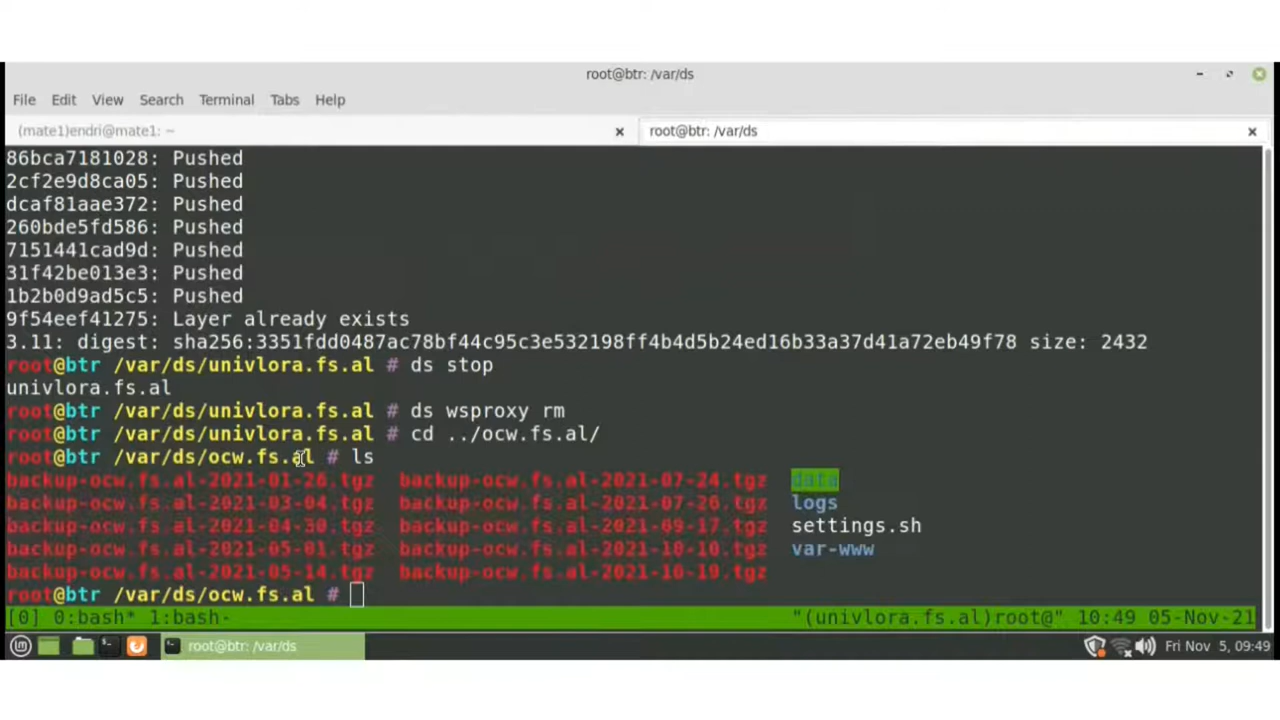 root@btr: /var/ds
File Edit View Search Terminal Tabs Help
(mate1)endri@mate1: ~
root@btr: /var/ds
86bca7181028: Pushed
2cf2e9d8ca05: Pushed
dcaf81aae372: Pushed
260bde5fd586: Pushed
7151441cad9d: Pushed
31f42be013e3: Pushed
1b2b0d9ad5c5: Pushed
9f54eef41275: Layer already exists
3.11: digest: sha256:3351fdd0487ac78bf44c95c3e532198ff4b4d5b24ed16b33a37d41a72eb49f78 size: 2432
root@btr /var/ds/univlora.fs.al # ds stop
univlora.fs.al
root@btr /var/ds/univlora.fs.al # ds wsproxy rm
root@btr /var/ds/univlora.fs.al # cd ../ocw.fs.al/
root@btr /var/ds/ocw.fs.al # ls
backup-ocw.fs.al-2021-01-26.tgz backup-ocw.fs.al-2021-07-24.tgz data
backup-ocw.fs.al-2021-03-04.tgz backup-ocw.fs.al-2021-07-26.tgz logs
backup-ocw.fs.al-2021-04-30.tgz backup-ocw.fs.al-2021-09-17.tgz settings.sh
backup-ocw.fs.al-2021-05-01.tgz backup-ocw.fs.al-2021-10-10.tgz var-www
backup-ocw.fs.al-2021-05-14.tgz backup-ocw.fs.al-2021-10-19.tgz
root@btr /var/ds/ocw.fs.al #
[0] 0:bash* 1:bash- "(univlora.fs.al)root@" 10:49 05-Nov-21
root@btr: /var/ds Fri Nov 5, 09:49